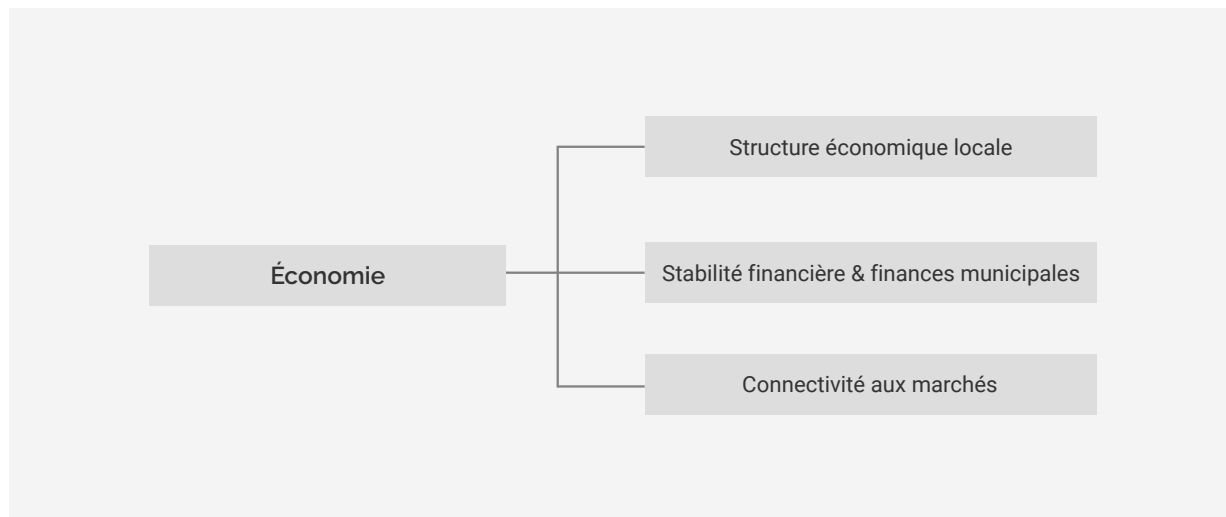 Économie
Structure économique locale
Stabilité financière & finances municipales
Connectivité aux marchés